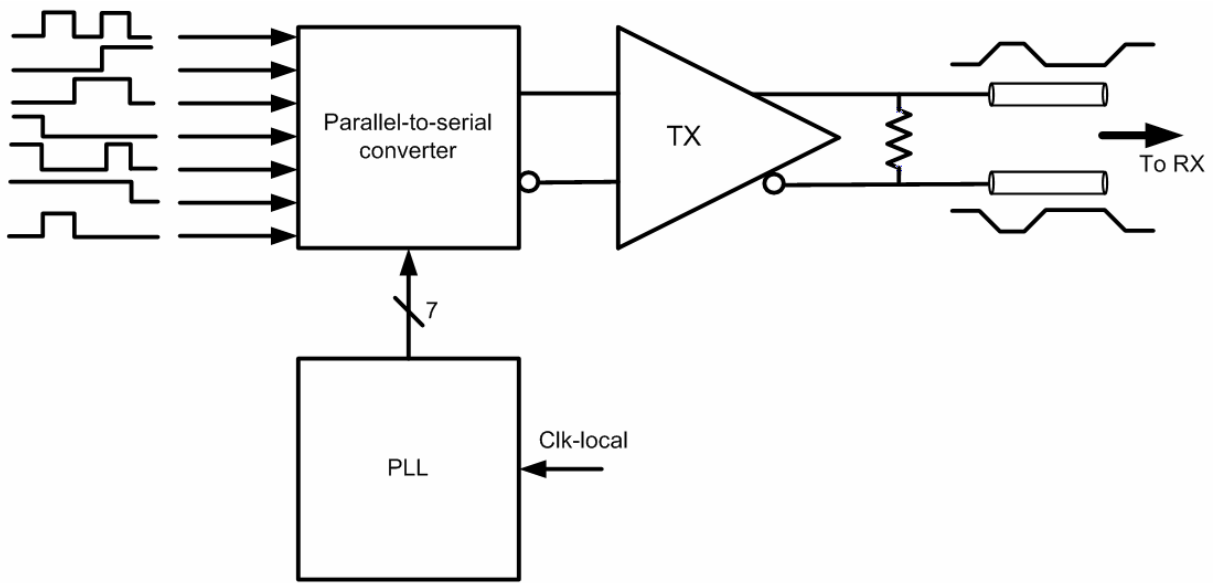 Parallel-to-serial
converter
TX
To RX
7
Clk-local
PLL